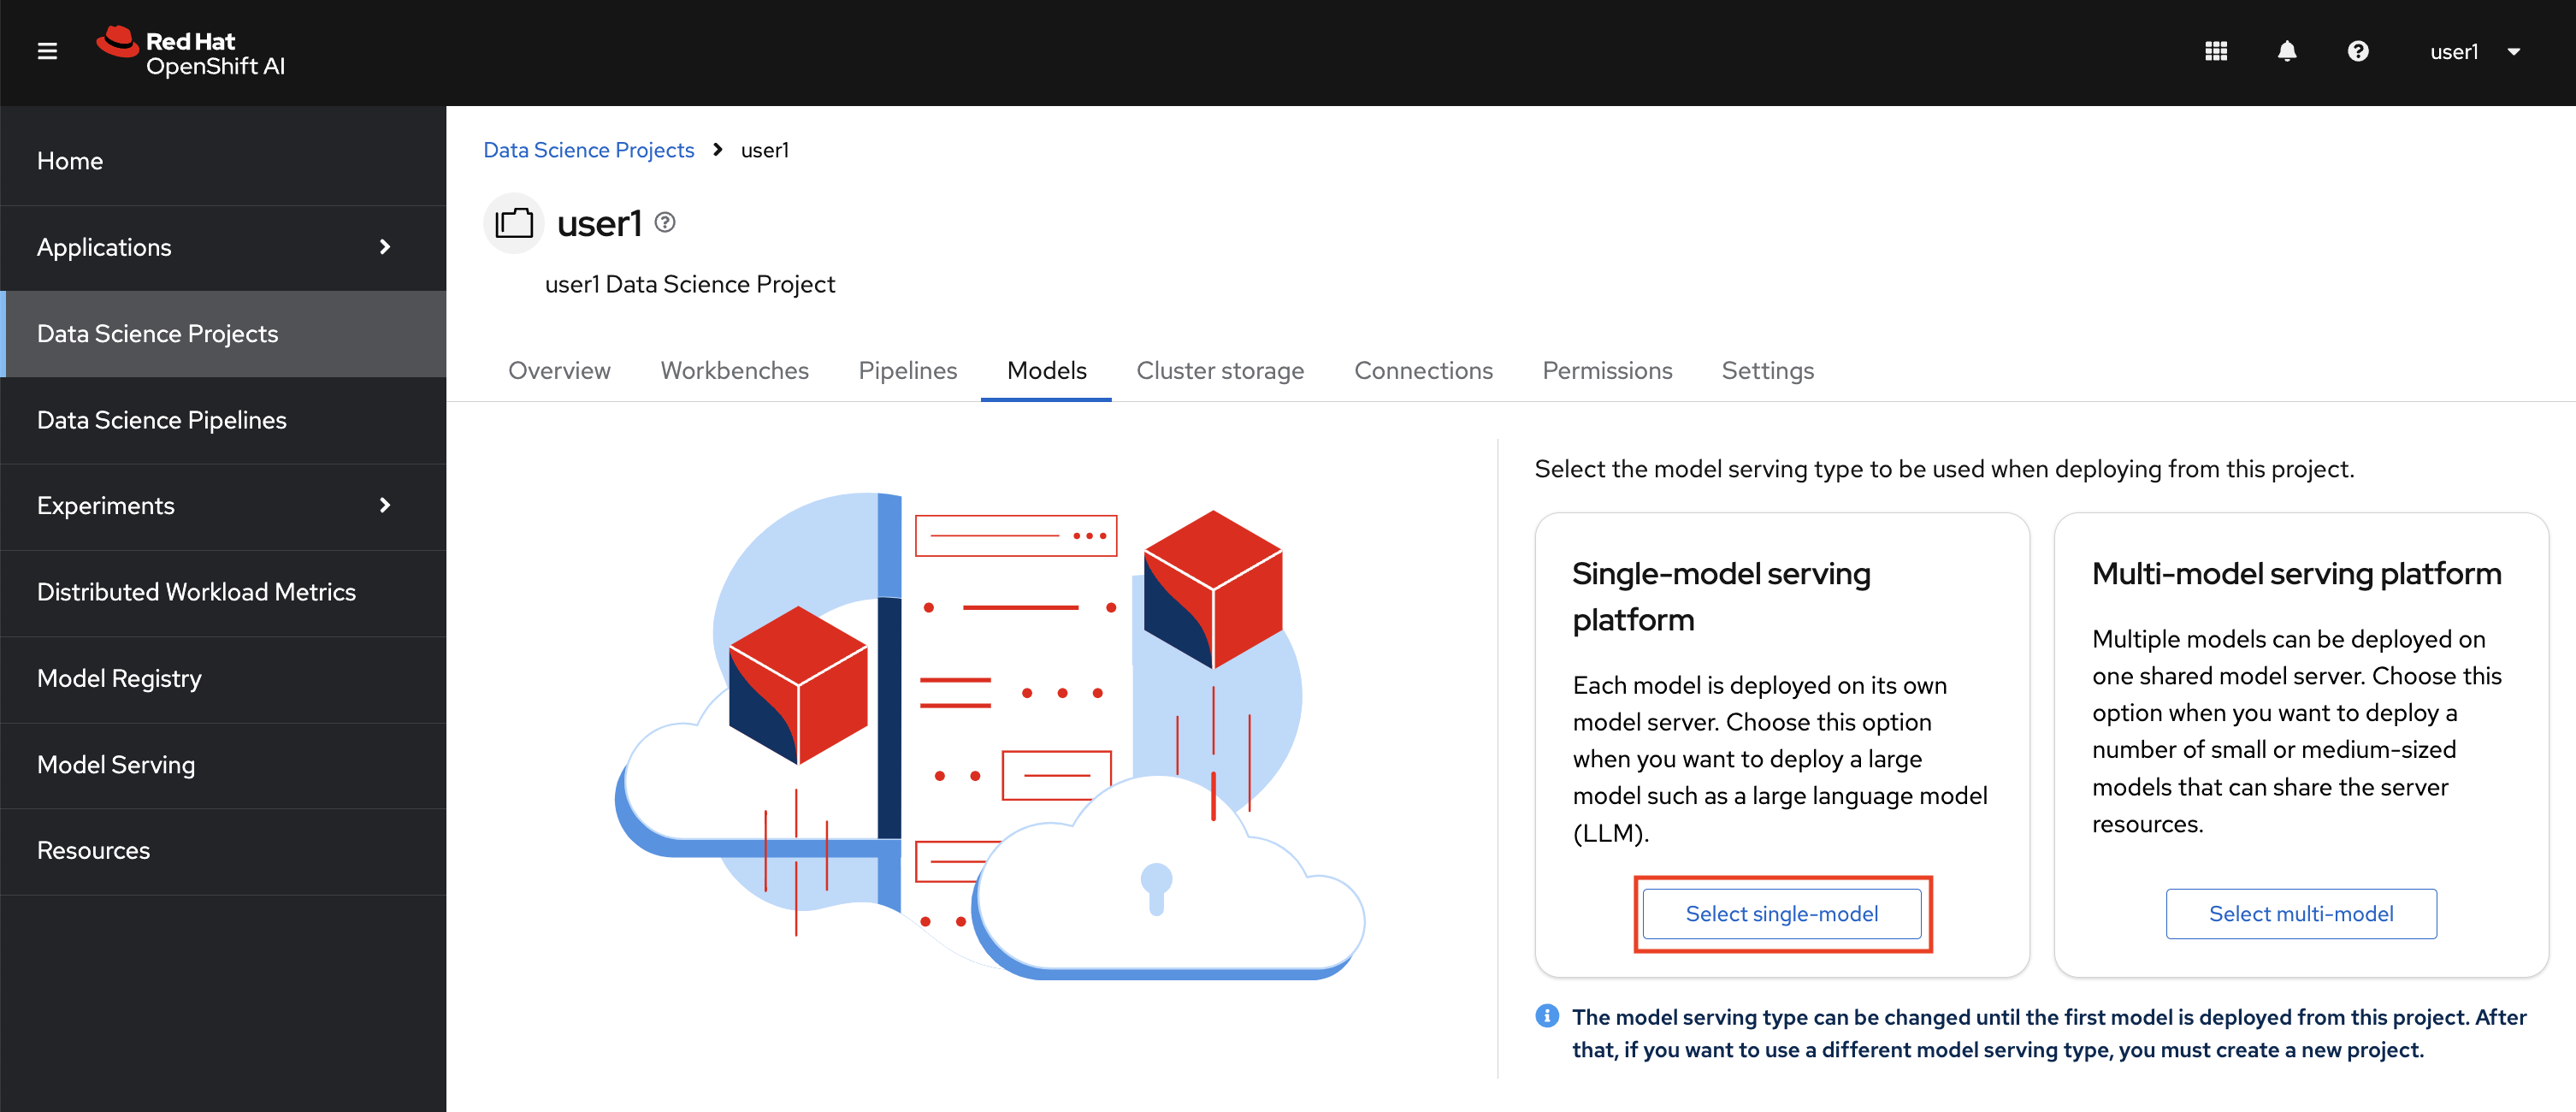 Red Hat
OpenShift AI
user1
Home
Applications
Data Science Projects
Data Science Pipelines
Experiments
Distributed Workload Metrics
Model Registry
Model Serving
Resources
Data Science Projects > user1
user1
user1 Data Science Project
Overview Workbenches Pipelines Models Cluster storage Connections Permissions Settings
Select the model serving type to be used when deploying from this project.
Single-model serving
platform
Each model is deployed on its own
model server. Choose this option
when you want to deploy a large
model such as a large language model
(LLM).
Select single-model
Multi-model serving platform
Multiple models can be deployed on
one shared model server. Choose this
option when you want to deploy a
number of small or medium-sized
models that can share the server
resources.
Select multi-model
The model serving type can be changed until the first model is deployed from this project. After
that, if you want to use a different model serving type, you must create a new project.